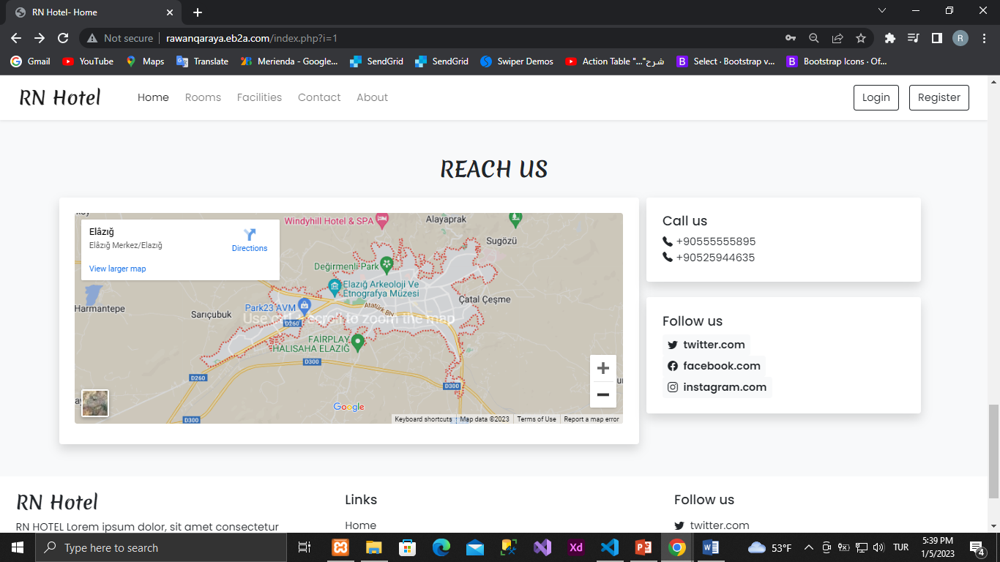 RN Hotel- Home
Not secure
rawanqaraya.eb2a.com/index.php?i=1
R
Gmail
YouTube
Maps
Translate
Merienda - Google...
SendGrid
SendGrid
Swiper Demos
Action Table "..."شرح
Select · Bootstrap v...
Bootstrap Icons · Of...
RN Hotel
Home
Rooms
Facilities
Contact
About
Login
Register
REACH US
Elâzığ
Elâzığ Merkez/Elazığ
Directions
View larger map
Windyhill Hotel & SPA
Alayaprak
Sugözü
Değirmenli Park
Elazığ Arkeoloji Ve
Etnografya Müzesi
Harmantepe
Park23 AVM
Atatürk BN
Çatal Çeşme
Sarıçubuk
Use ctrl + scroll to zoom the map
D260
FAİRPLAY
HALISAHA ELAZIĞ
D300
D260
D300
D300
Google
Keyboard shortcuts
Map data ©2023
Terms of Use
Report a map error
Call us
+90555555895
+90525944635
Follow us
twitter.com
facebook.com
instagram.com
RN Hotel
RN HOTEL Lorem ipsum dolor, sit amet consectetur
Links
Home
Follow us
twitter.com
Type here to search
Xd
53°F
TUR
5:39 PM
1/5/2023
4